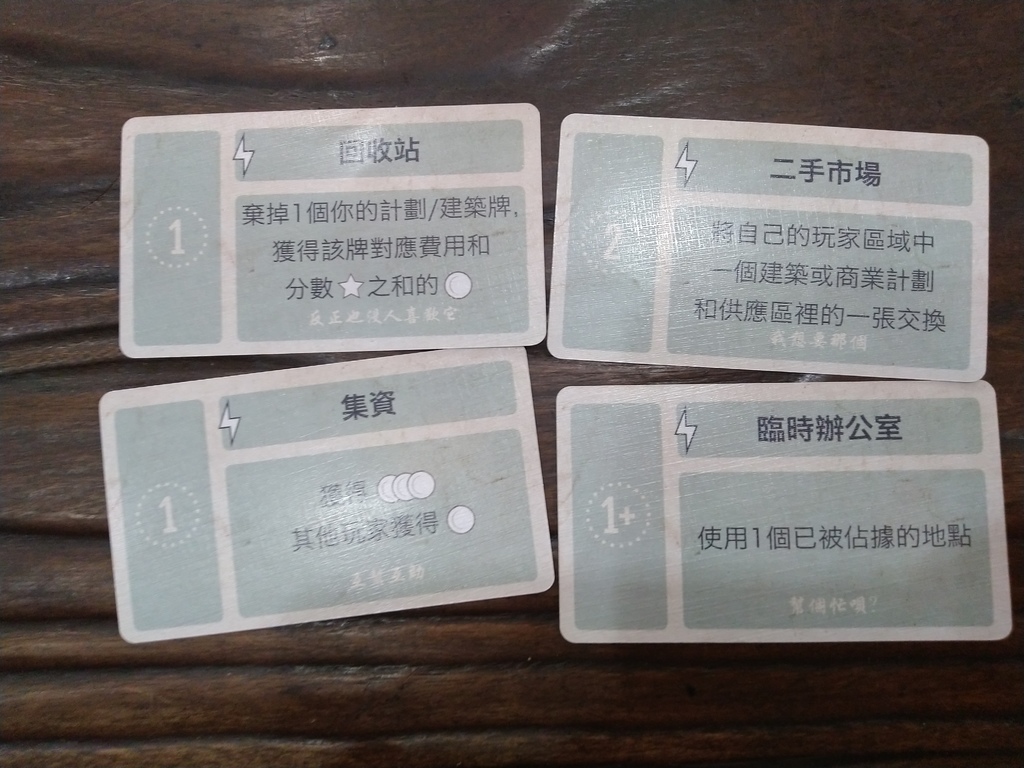 回收站
1
棄掉1個你的計劃/建築牌,
獲得該牌對應費用和
分數☆之和的
反正也沒人喜歡它
二手市場
2
將自己的玩家區域中
一個建築或商業計劃
和供應區裡的一張交換
我想要那個
集資
1
獲得
其他玩家獲得
互幫互助
臨時辦公室
1+
使用1個已被佔據的地點
幫個忙唄?